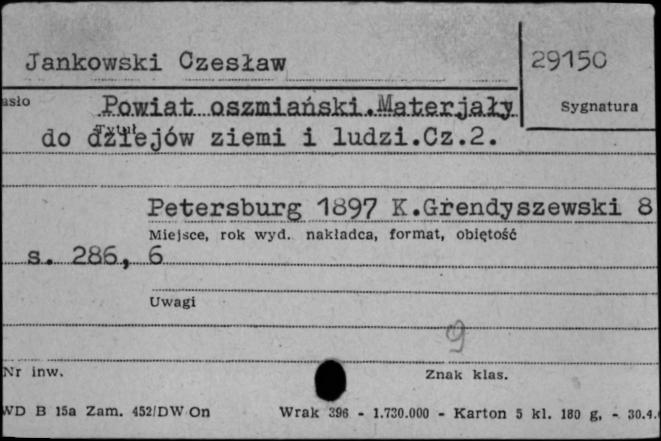 Jankowski Czesław
29150
asło
Powiat oszmiański.Materjały
Sygnatura
Tytuł
do dziejów ziemi i ludzi.Cz.2.
Petersburg 1897 K.Grendyszewski 8
Miejsce, rok wyd. nakładca, format, objętość
s. 286, 6
Uwagi
9
Nr inw.
Znak klas.
WD B 15a Zam. 452/DW On Wrak 396 - 1.730.000 - Karton 5 kl. 180 g, - 30.4.